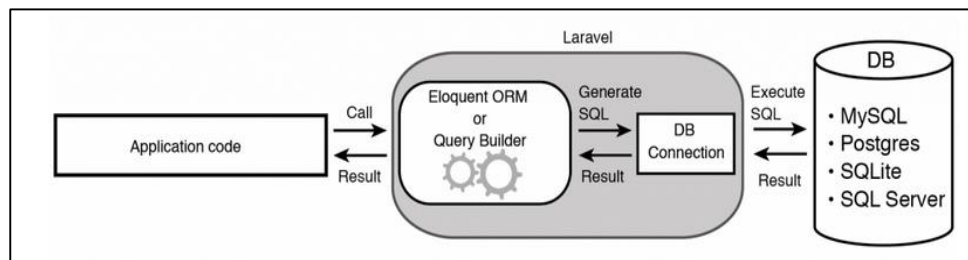 Laravel
Application code
Call
Result
Eloquent ORM
or
Query Builder
Generate
SQL
Result
DB
Connection
Execute
SQL
Result
DB
• MySQL
• Postgres
• SQLite
• SQL Server